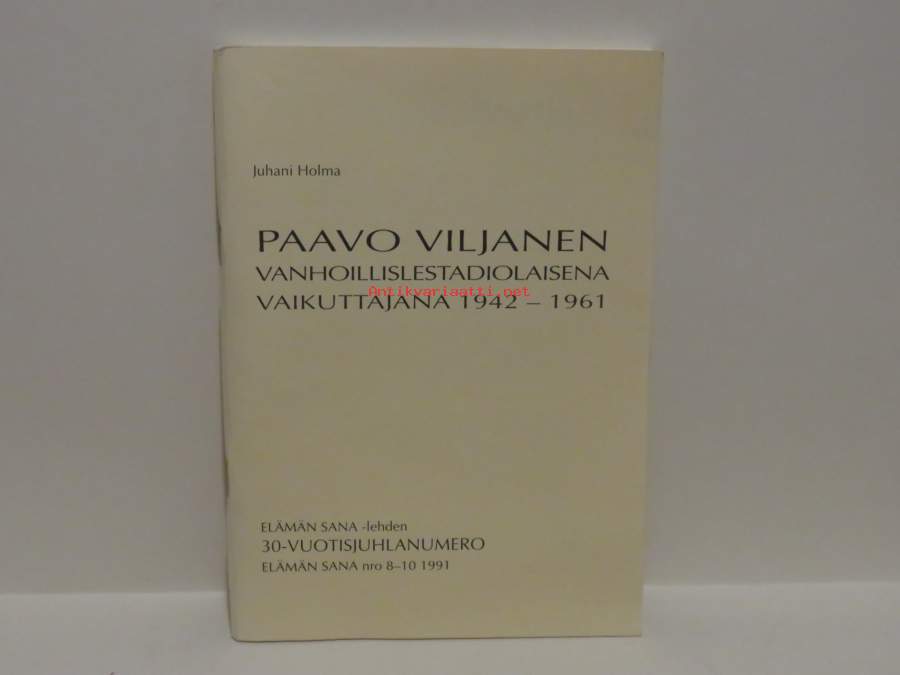 Juhani Holma
PAAVO VILJANEN
VANHOILLISLESTADIOLAISENA
Antikvariaatti.net
VAIKUTTAJANA 1942 – 1961
ELÄMÄN SANA -lehden
30-VUOTISJUHLANUMERO
ELÄMÄN SANA nro 8–10 1991